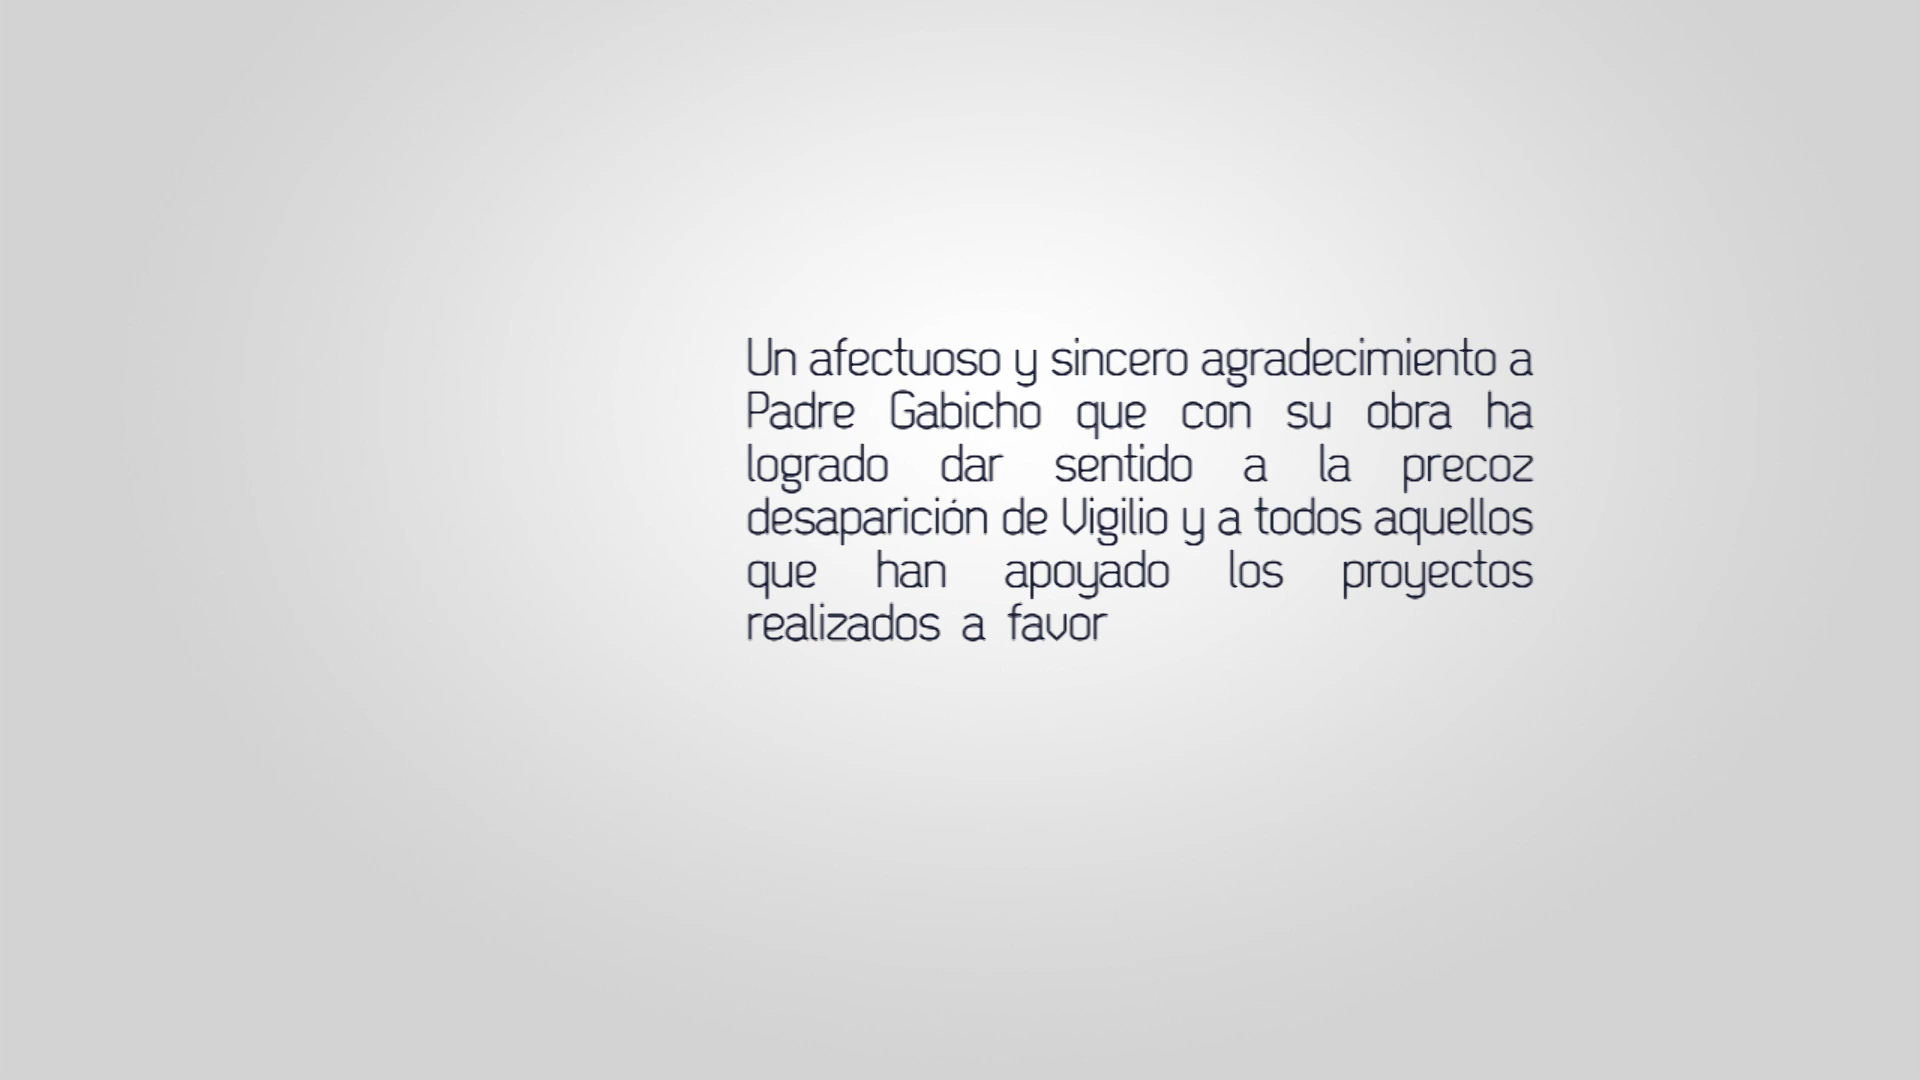 Un afectuoso y sincero agradecimiento a
Padre Gabicho que con su obra ha
logrado dar sentido a la precoz
desaparición de Vigilio y a todos aquellos
que han apoyado los proyectos
realizados a favor